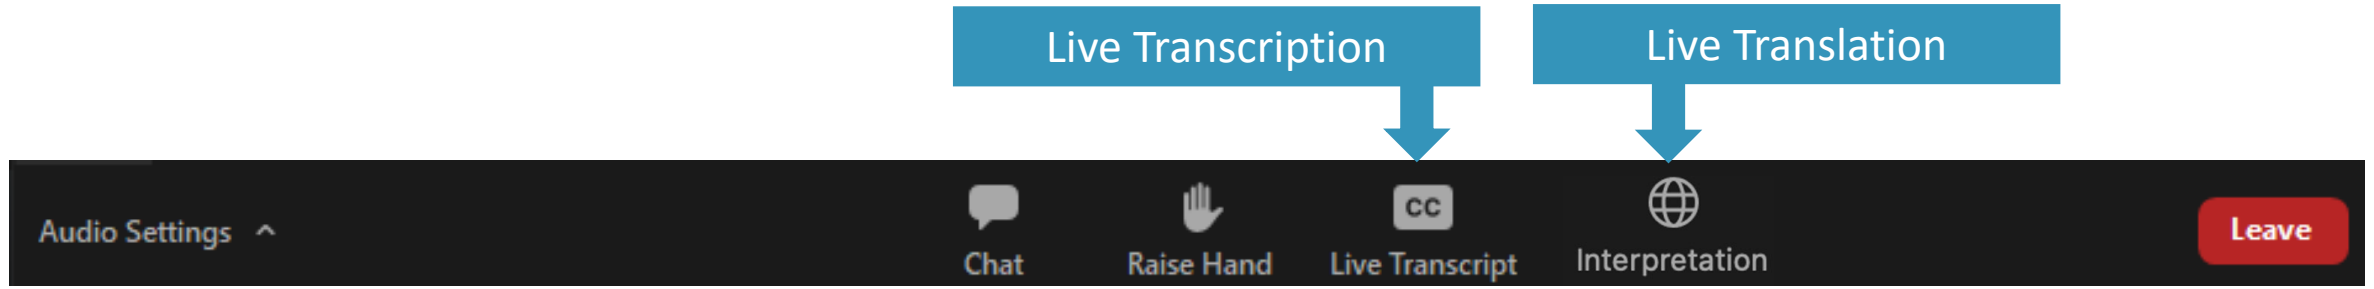 Live Transcription
Live Translation
Audio Settings
CC
Chat
Raise Hand
Live Transcript
Interpretation
Leave